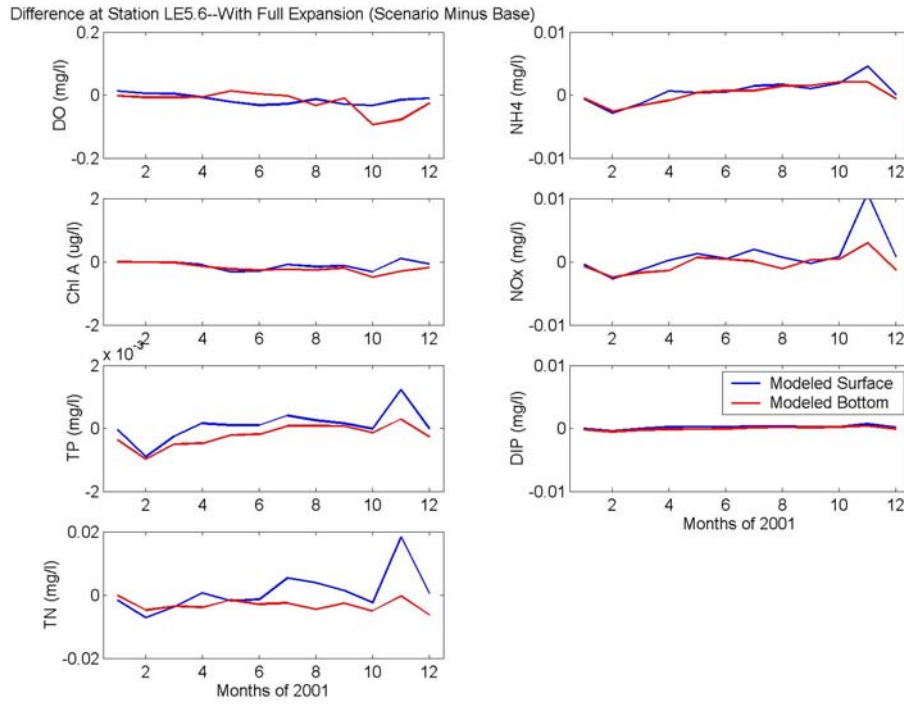 Difference at Station LE5.6--With Full Expansion (Scenario Minus Base)
0.2
0
-0.2
DO (mg/l)
2 4 6 8 10 12
2
0
-2
Chl A (ug/l)
2 4 6 8 10 12
x 10-3
2
0
-2
TP (mg/l)
2 4 6 8 10 12
0.02
0
-0.02
TN (mg/l)
2 4 6 8 10 12
Months of 2001
0.01
0
-0.01
NH4 (mg/l)
2 4 6 8 10 12
0.01
0
-0.01
NOx (mg/l)
2 4 6 8 10 12
0.01
0
-0.01
DIP (mg/l)
Modeled Surface
Modeled Bottom
2 4 6 8 10 12
Months of 2001